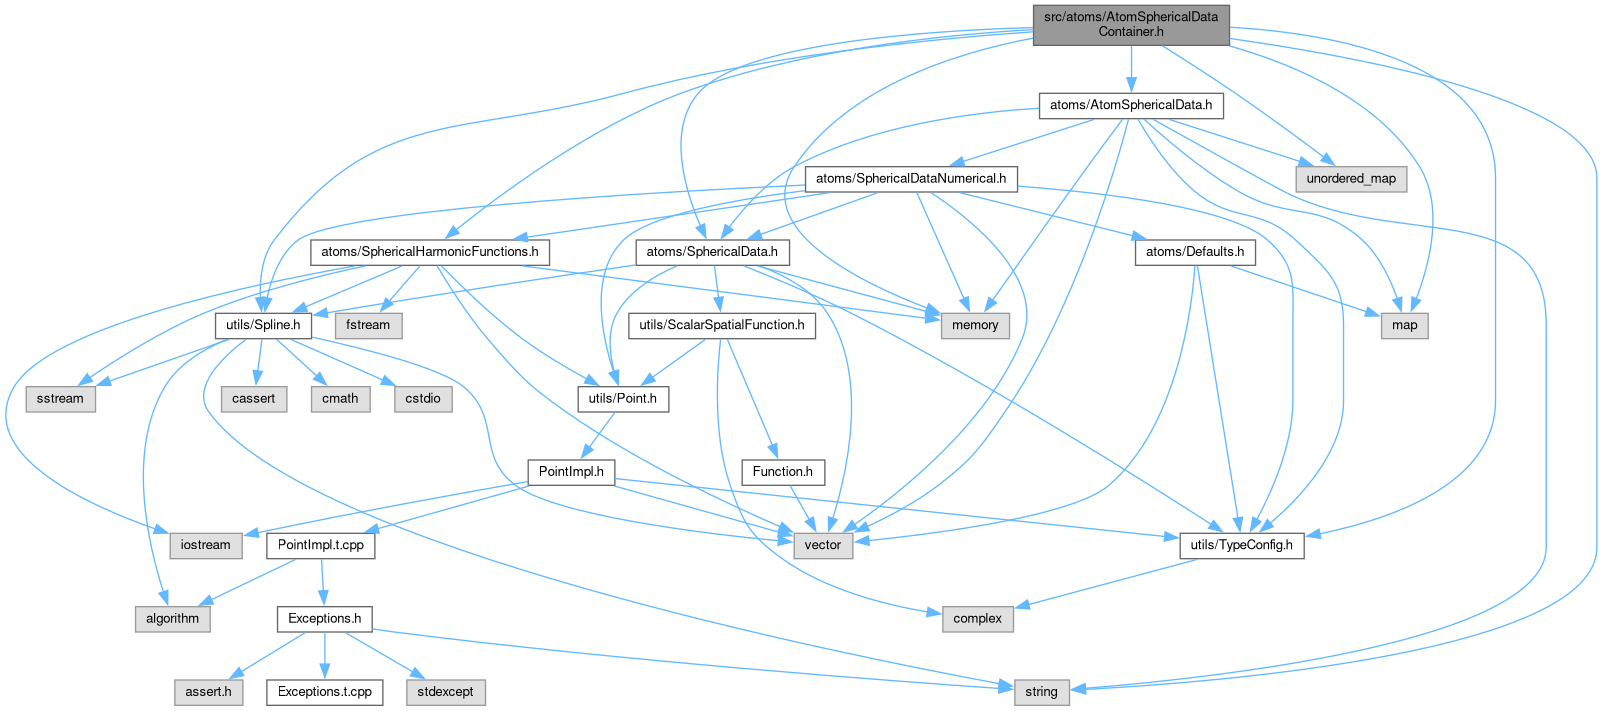 src/atoms/AtomSphericalData
Container.h
atoms/AtomSphericalData.h
atoms/SphericalDataNumerical.h
unordered_map
atoms/SphericalHarmonicFunctions.h
atoms/SphericalData.h
atoms/Defaults.h
utils/Spline.h
fstream
utils/ScalarSpatialFunction.h
memory
map
sstream
cassert
cmath
cstdio
utils/Point.h
PointImpl.h
Function.h
iostream
PointImpl.t.cpp
vector
utils/TypeConfig.h
algorithm
Exceptions.h
complex
assert.h
Exceptions.t.cpp
stdexcept
string